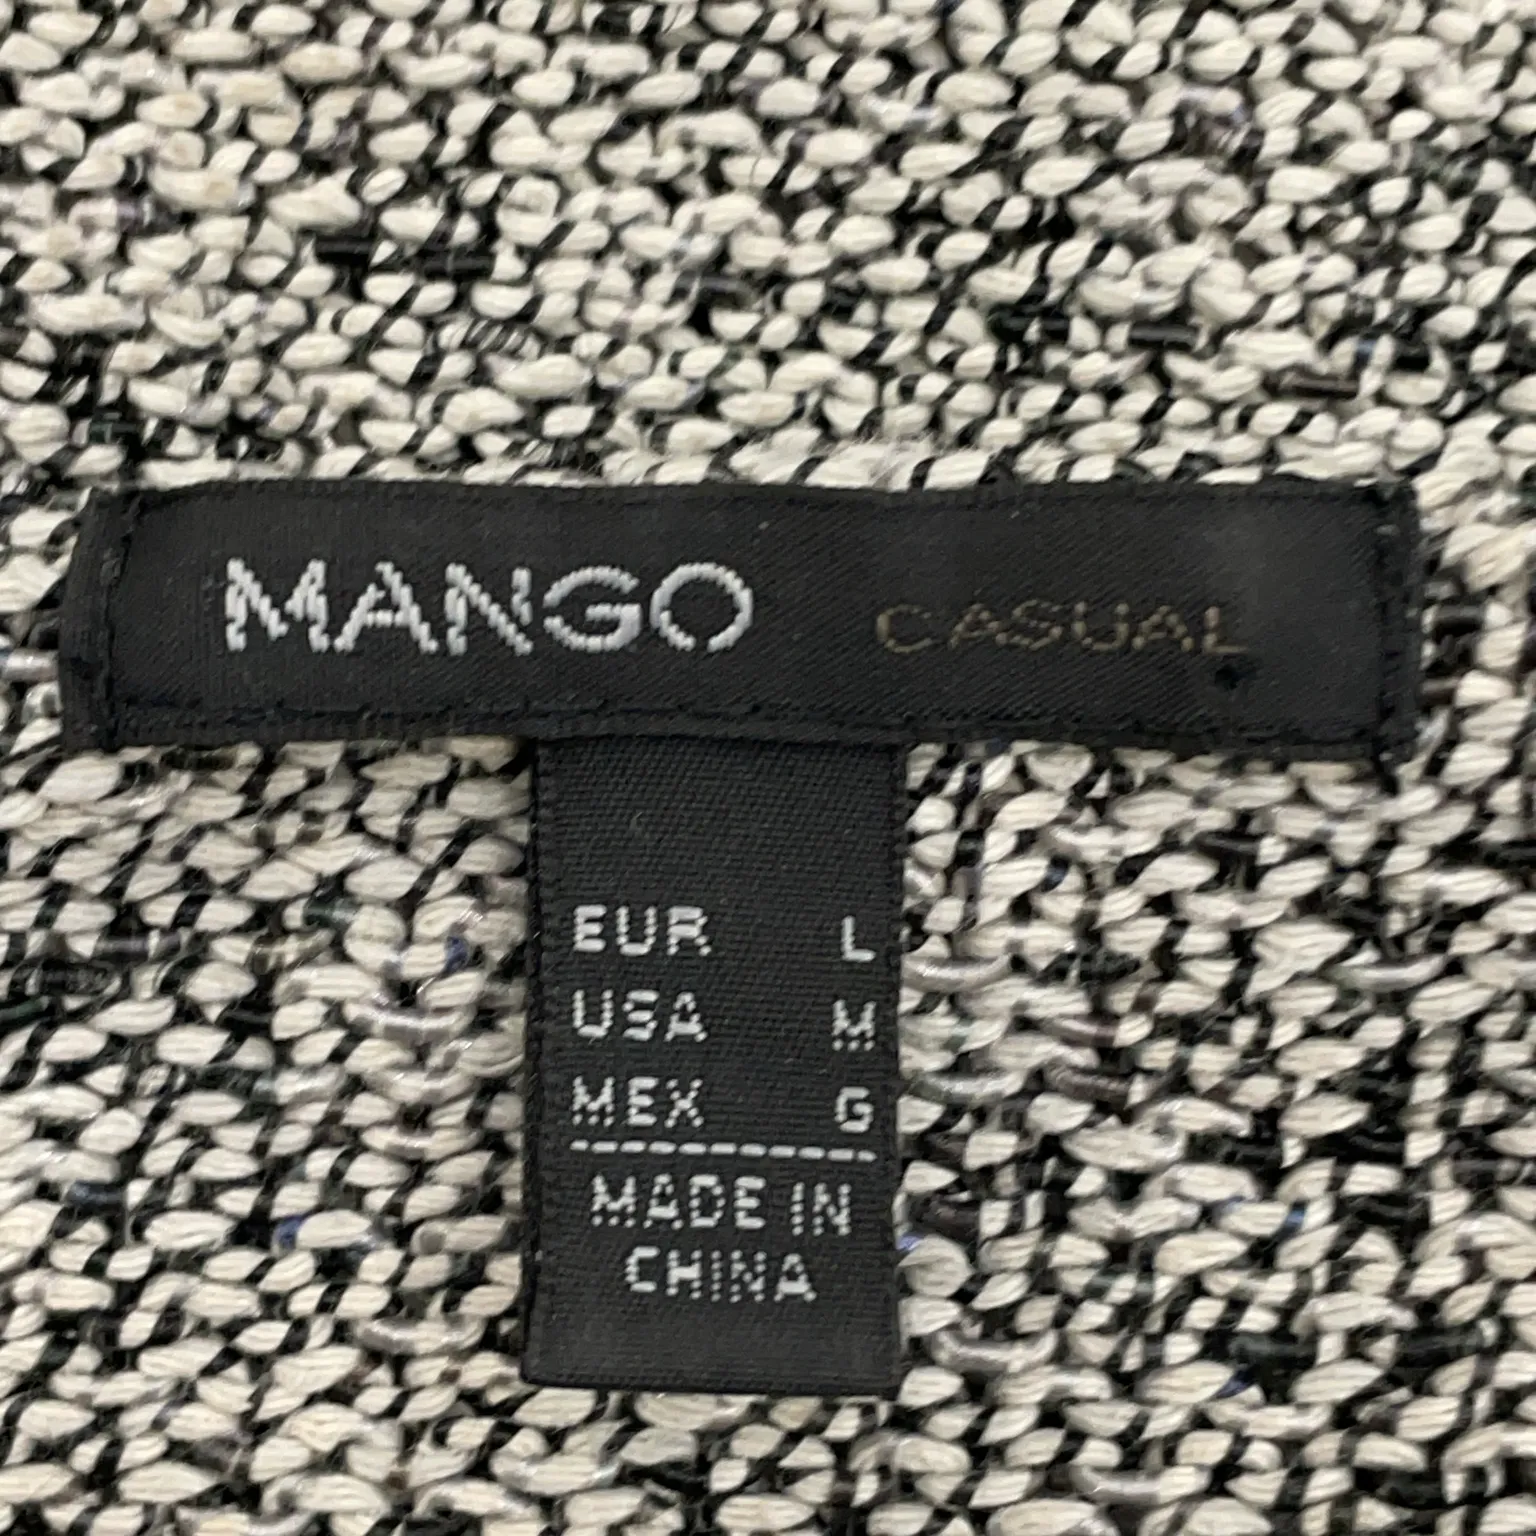 MANGO CASUAL
EUR L
USA M
MEX G
MADE IN
CHINA